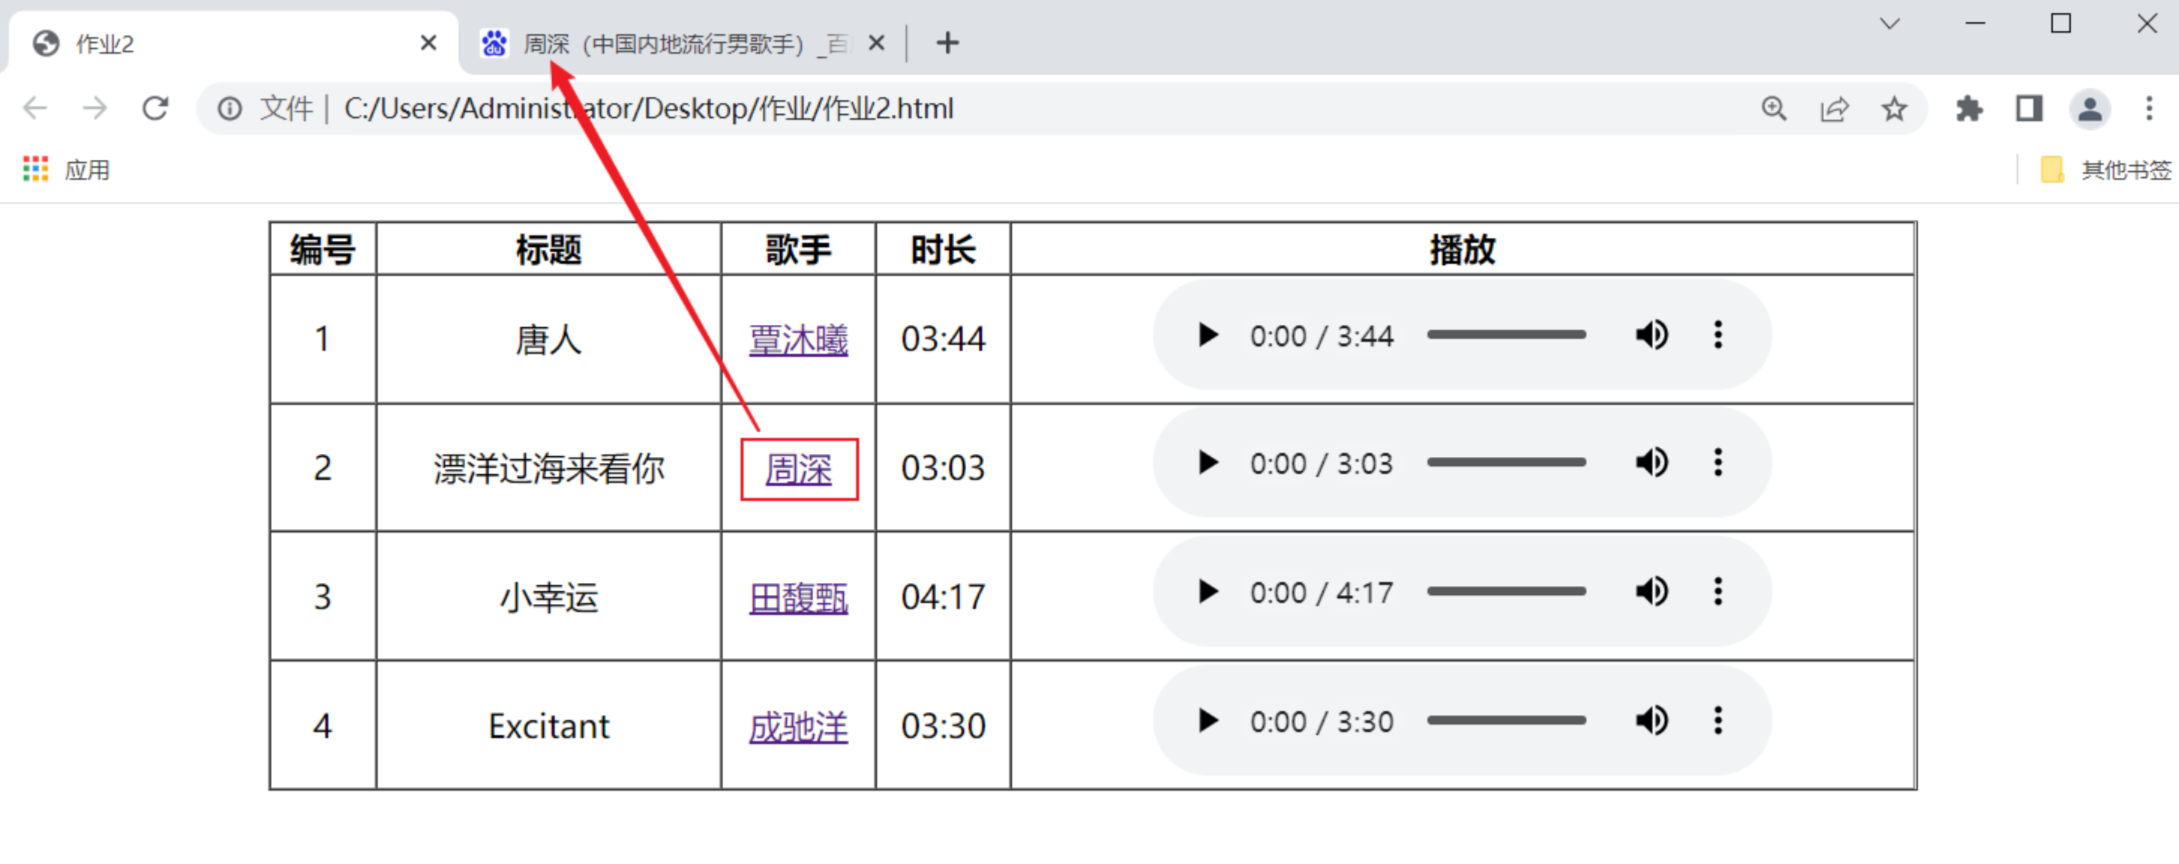 作业2
周深（中国内地流行男歌手）_百
文件 | C:/Users/Administrator/Desktop/作业/作业2.html
应用
其他书签
编号 标题 歌手 时长 播放
1 唐人 覃沐曦 03:44 0:00 / 3:44
2 漂洋过海来看你 周深 03:03 0:00 / 3:03
3 小幸运 田馥甄 04:17 0:00 / 4:17
4 Excitant 成驰洋 03:30 0:00 / 3:30